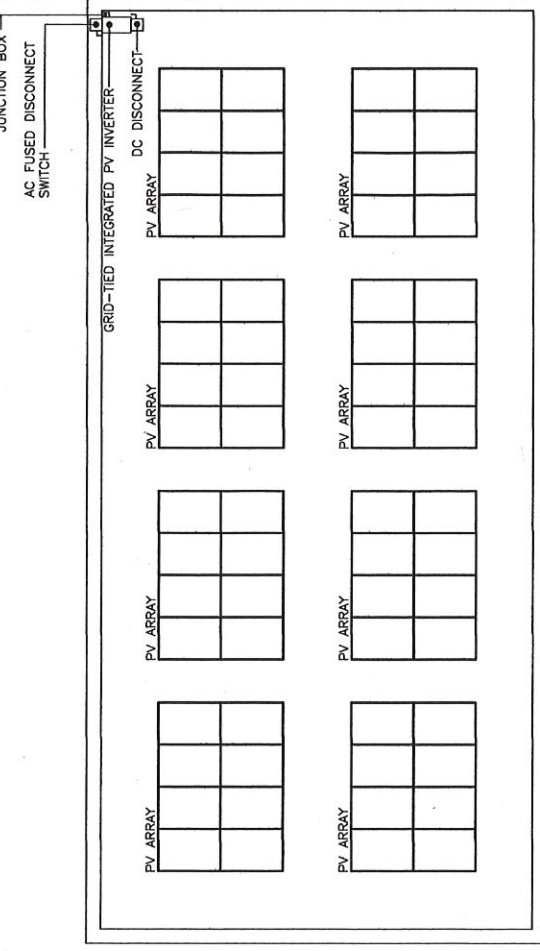 JUNCTION BOX
AC FUSED DISCONNECT
SWITCH
GRID-TIED INTEGRATED PV INVERTER
DC DISCONNECT
PV ARRAY
PV ARRAY
PV ARRAY
PV ARRAY
PV ARRAY
PV ARRAY
PV ARRAY
PV ARRAY